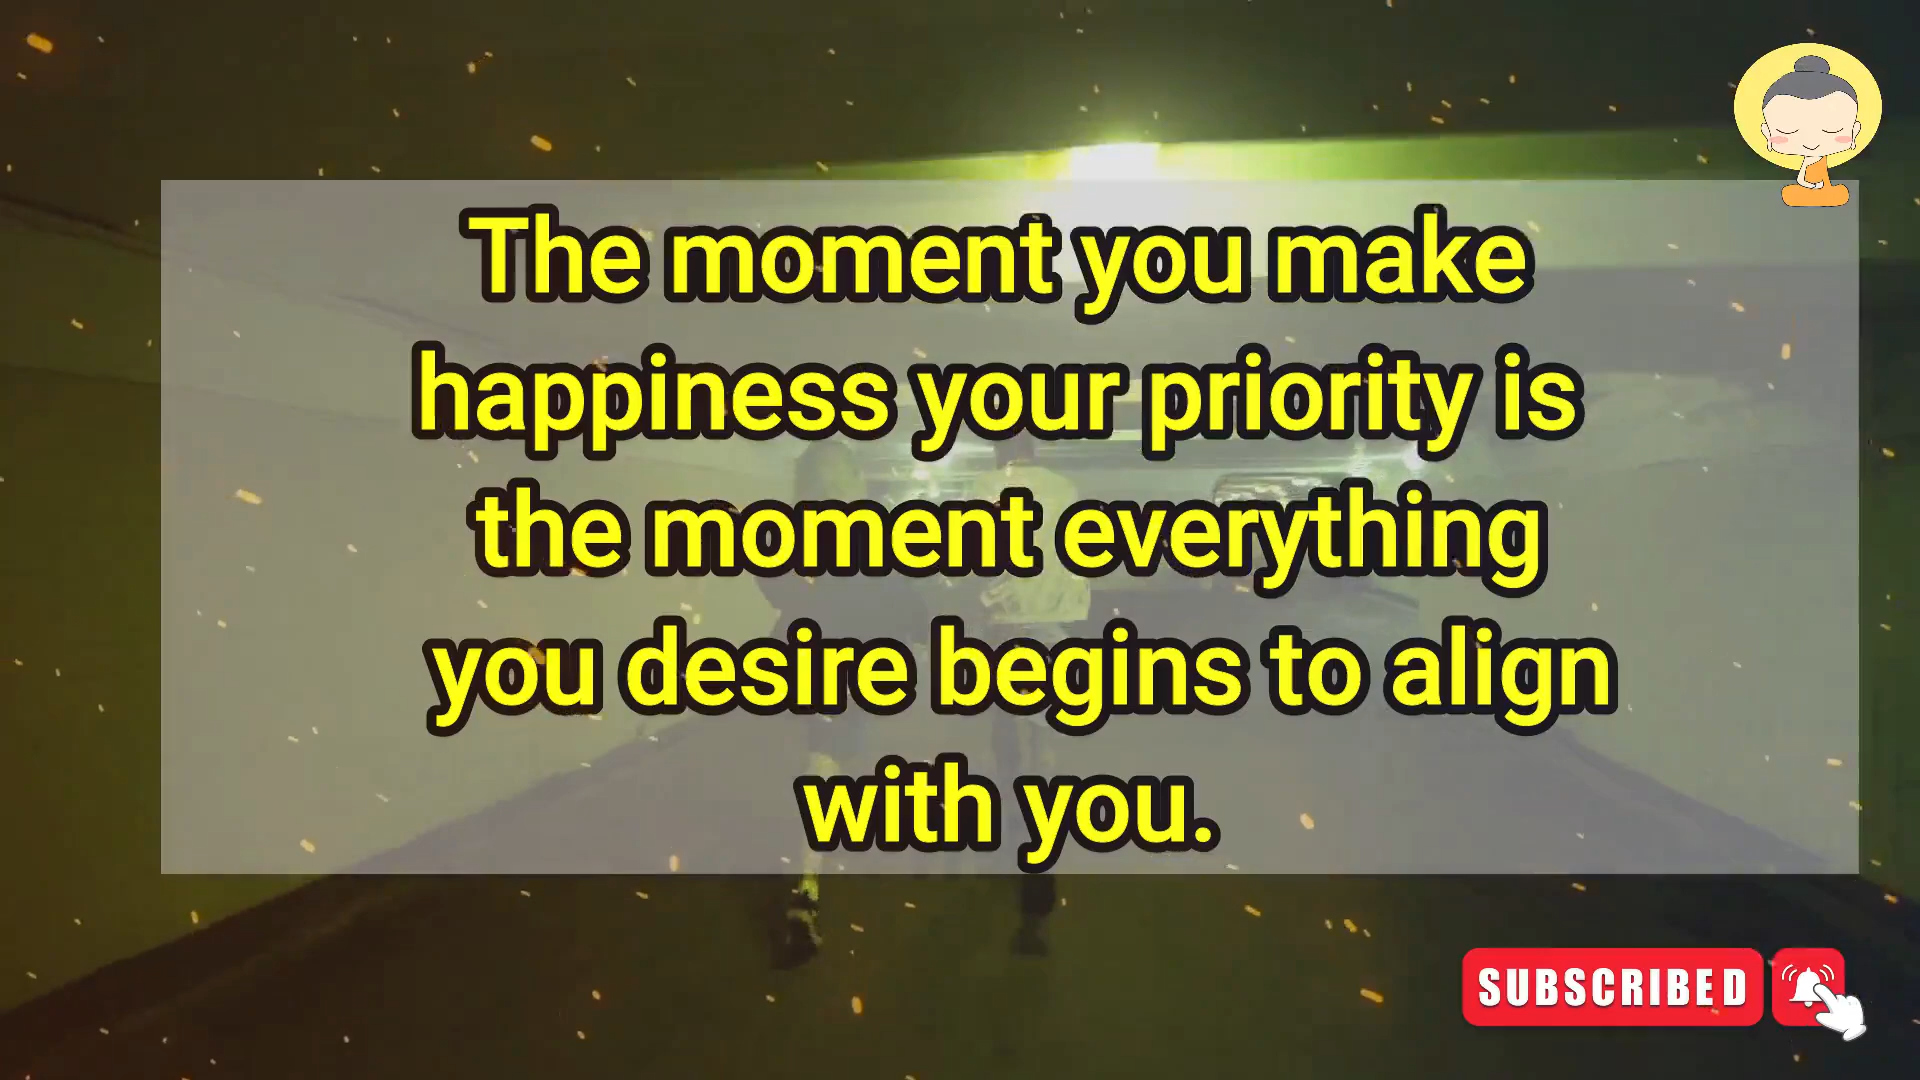 The moment you make
happiness your priority is
the moment everything
you desire begins to align
with you.
SUBSCRIBED